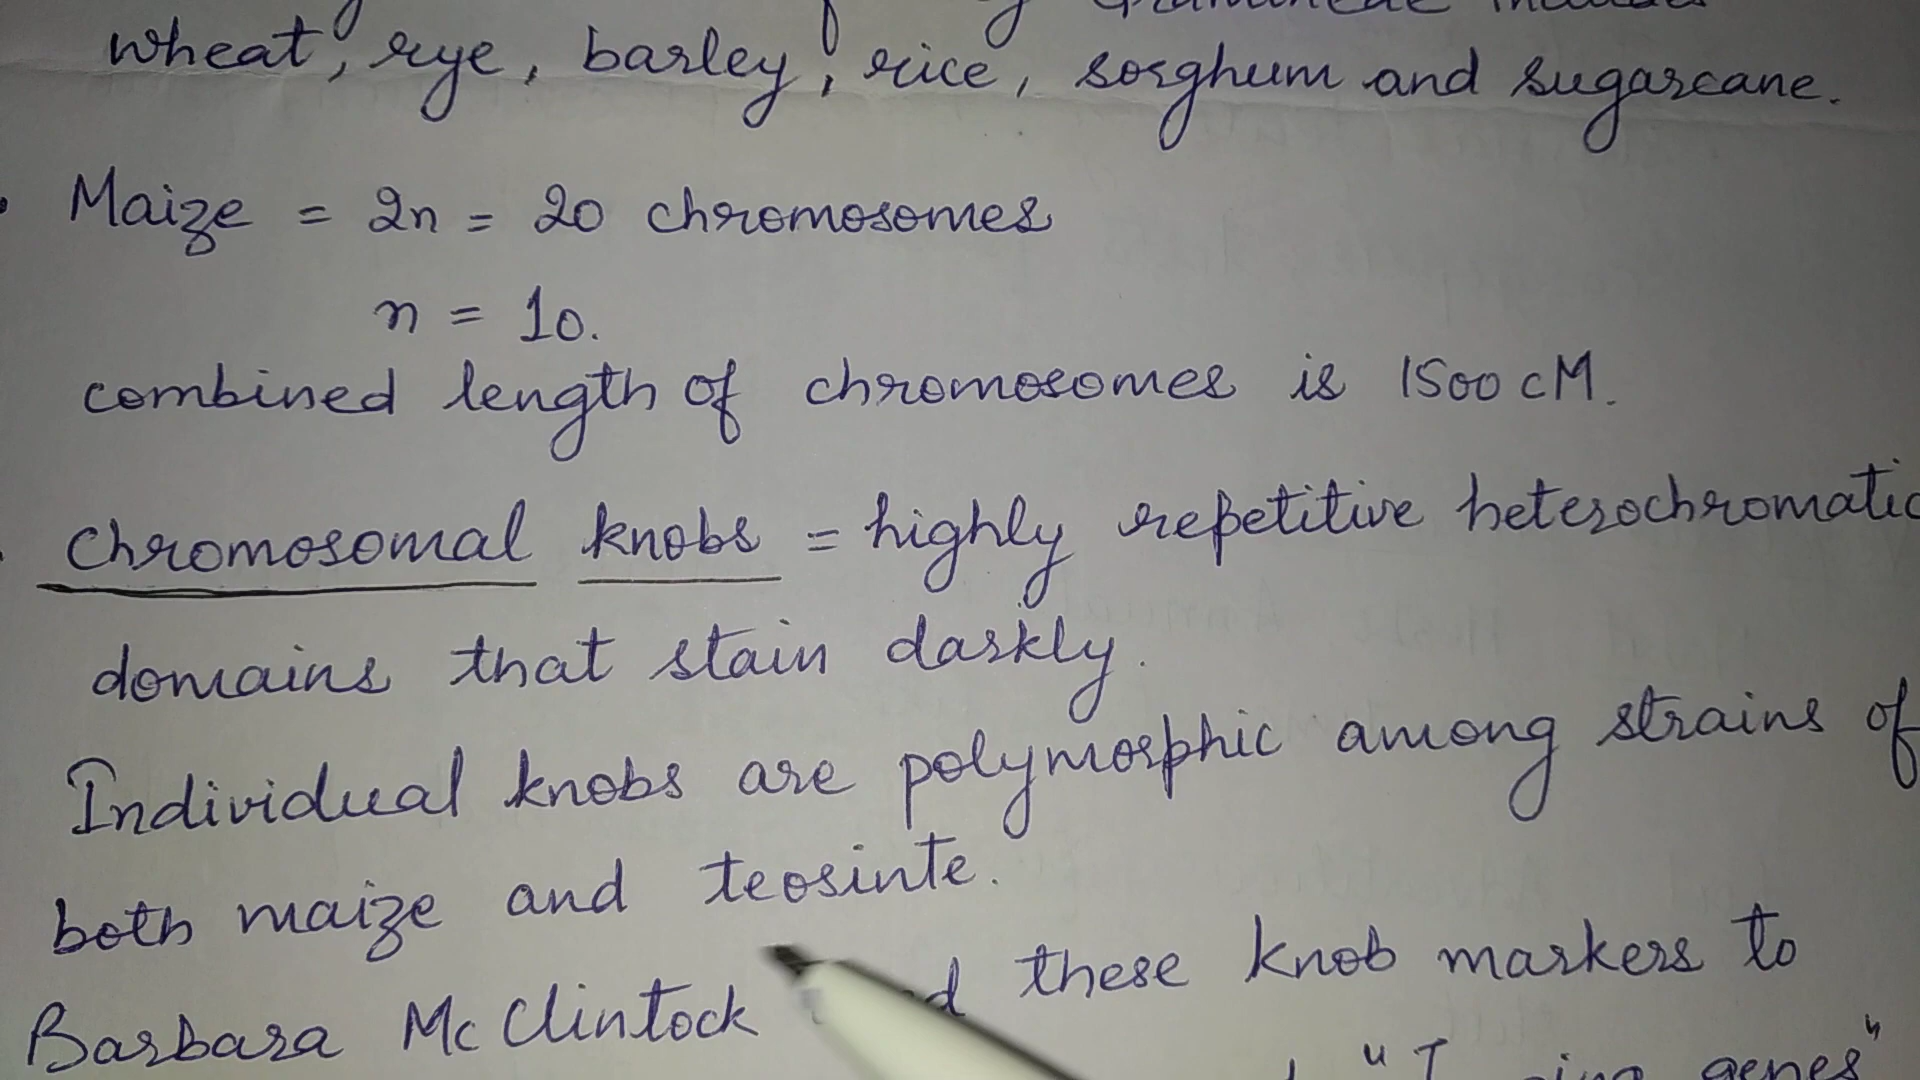 wheat, rye, barley, rice, sorghum and sugarcane.
• Maize = 2n = 20 chromosomes
n = 10.
combined length of chromosomes is 1500 cM.
• Chromosomal knobs = highly repetitive heterochromatic
domains that stain darkly.
Individual knobs are polymorphic among strains of
both maize and teosinte.
Barbara McClintock these knob markers to
genes"